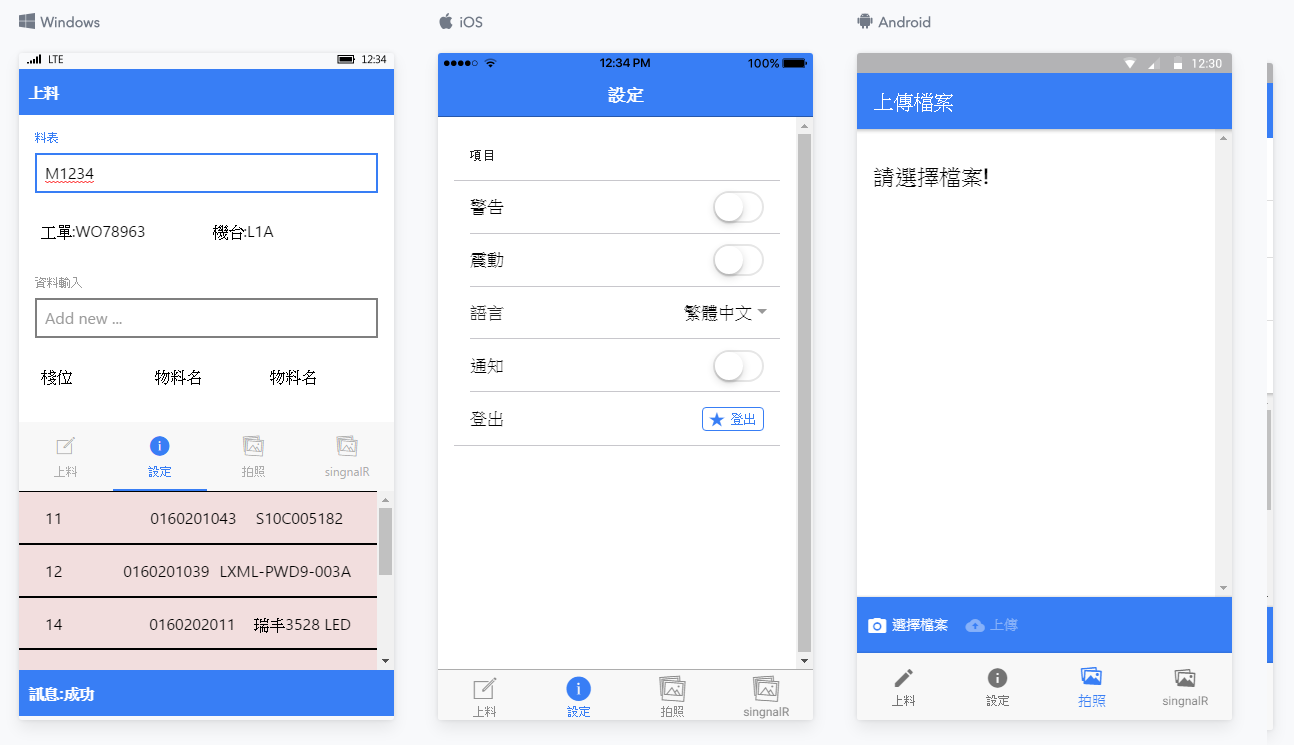 Windows
LTE 12:34
上料
料表
M1234
工單:WO78963 機台:L1A
資料輸入
Add new ...
棧位 物料名 物料名
上料 設定 拍照 singnalR
11 0160201043 S10C005182
12 0160201039 LXML-PWD9-003A
14 0160202011 瑞丰3528 LED
訊息:成功
iOS
12:34 PM 100%
設定
項目
警告
震動
語言 繁體中文
通知
登出 登出
上料 設定 拍照 singnalR
Android
12:30
上傳檔案
請選擇檔案!
選擇檔案 上傳
上料 設定 拍照 singnalR